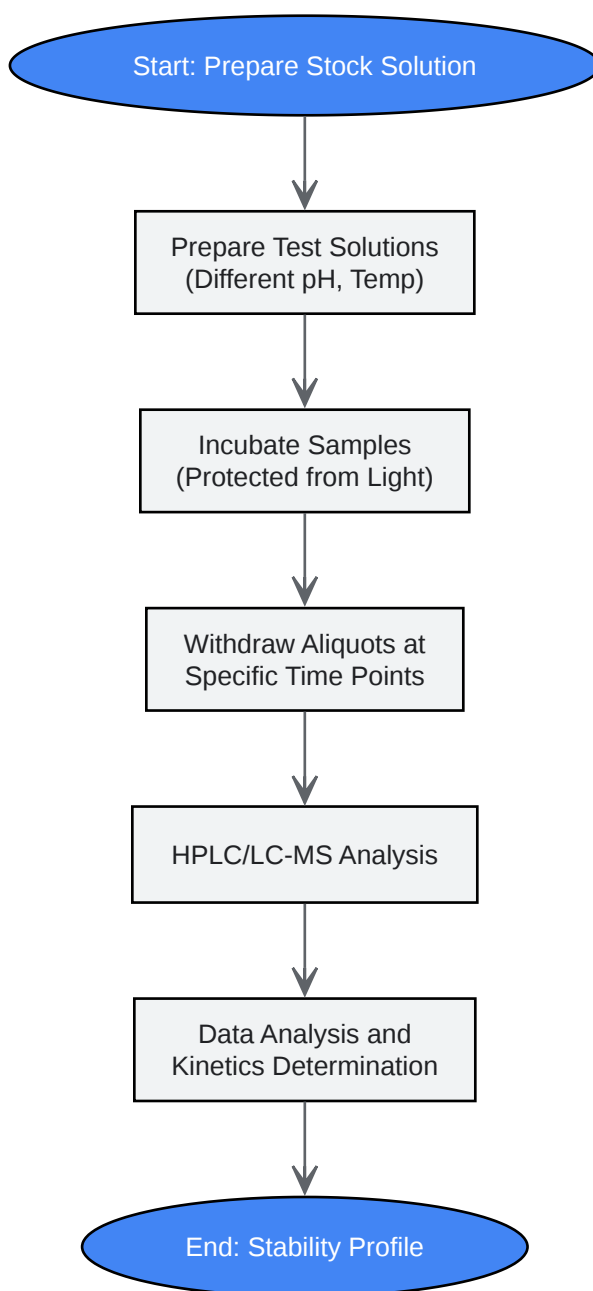 Start: Prepare Stock Solution
Prepare Test Solutions
(Different pH, Temp)
Incubate Samples
(Protected from Light)
Withdraw Aliquots at
Specific Time Points
HPLC/LC-MS Analysis
Data Analysis and
Kinetics Determination
End: Stability Profile